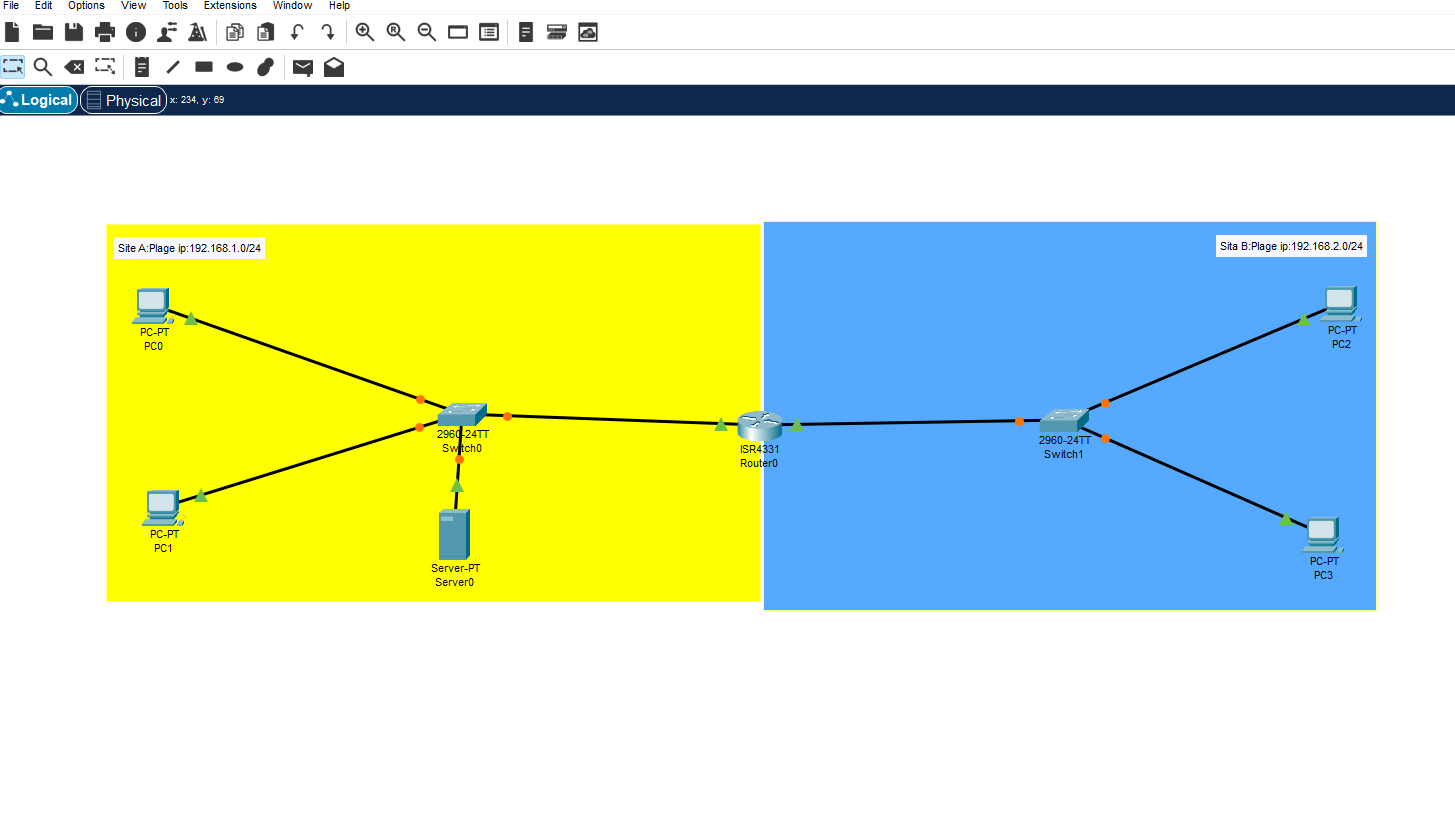 File Edit Options View Tools Extensions Window Help
Logical Physical x: 234, y: 69
Site A:Plage ip:192.168.1.0/24
Sita B:Plage ip:192.168.2.0/24
PC-PT
PC0
PC-PT
PC2
2960-24TT
Switch0
ISR4331
Router0
2960-24TT
Switch1
PC-PT
PC1
Server-PT
Server0
PC-PT
PC3